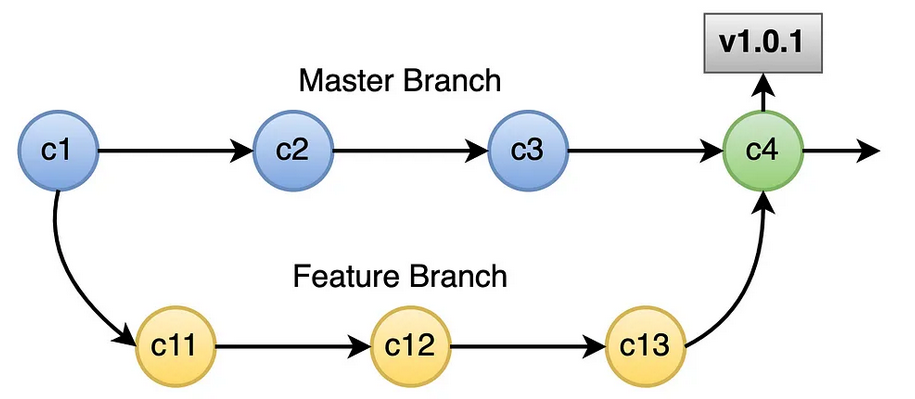 v1.0.1
Master Branch
c1
c2
c3
c4
Feature Branch
c11
c12
c13